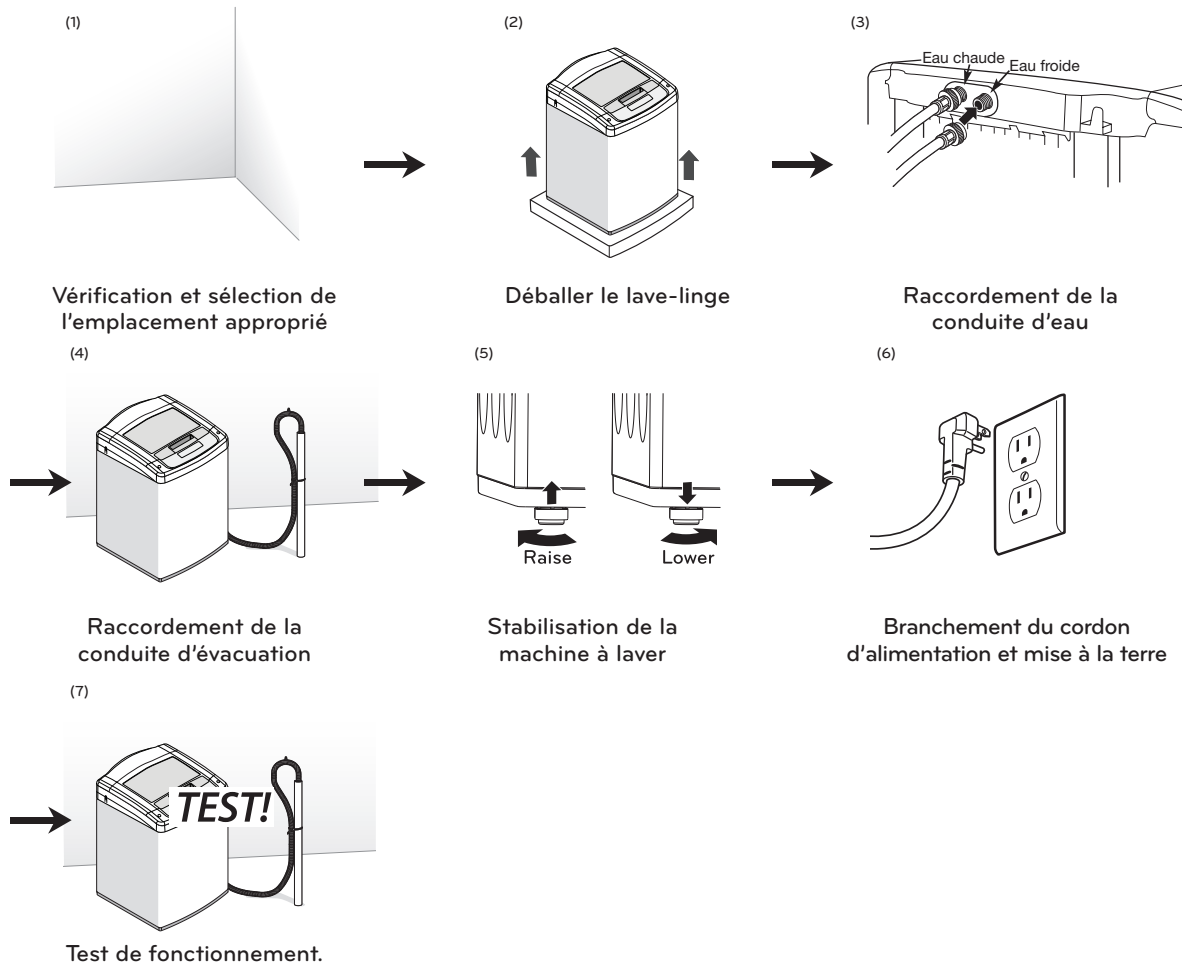 (1)
Vérification et sélection de
l'emplacement approprié
(2)
Déballer le lave-linge
(3)
Eau chaude
Eau froide
Raccordement de la
conduite d'eau
(4)
Raccordement de la
conduite d'évacuation
(5)
Raise
Lower
Stabilisation de la
machine à laver
(6)
Branchement du cordon
d'alimentation et mise à la terre
(7)
TEST!
Test de fonctionnement.